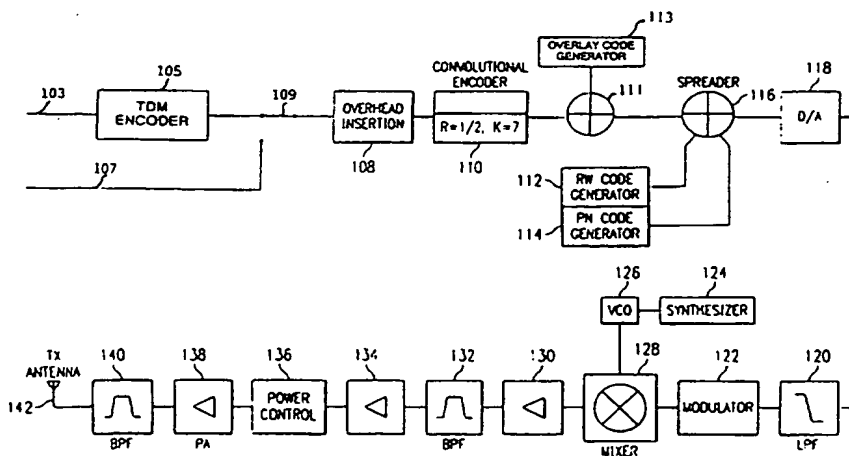 113
OVERLAY CODE
GENERATOR
105
CONVOLUTIONAL
ENCODER
SPREADER
118
103
TDM
ENCODER
109
OVERHEAD
INSERTION
108
R=1/2, K=7
110
111
116
D/A
107
112
RW CODE
GENERATOR
114
PN CODE
GENERATOR
126
124
VCO
SYNTHESIZER
TX
ANTENNA
142
140
BPF
138
PA
136
POWER
CONTROL
134
132
BPF
130
128
MIXER
122
MODULATOR
120
LPF